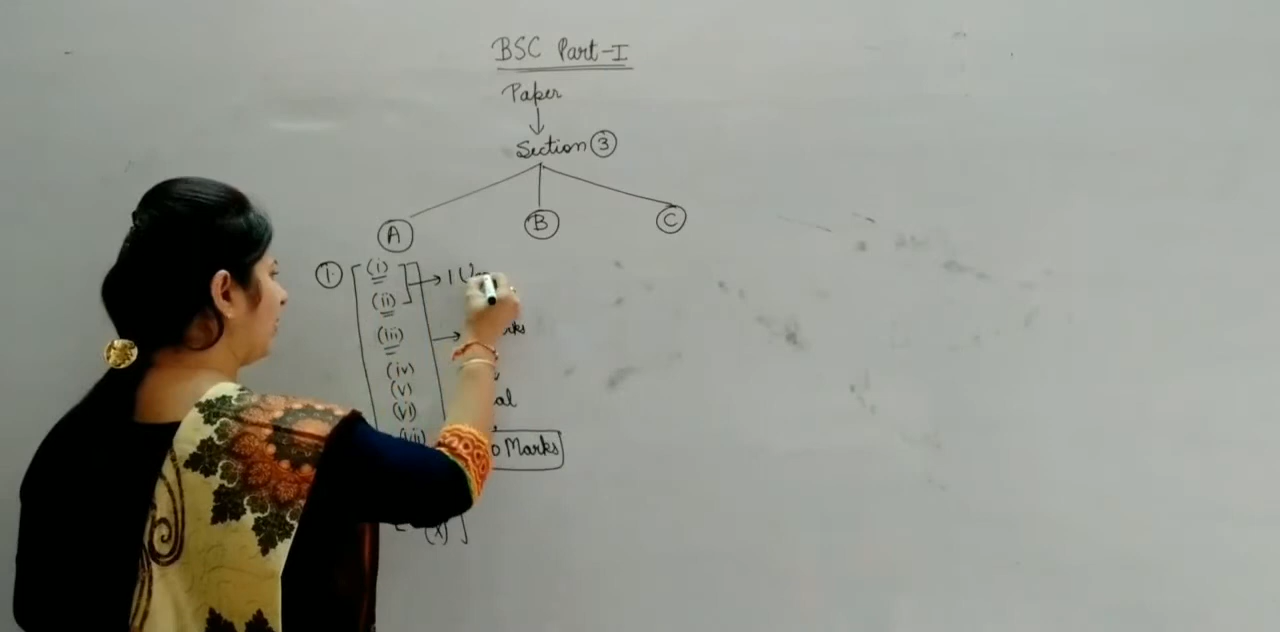 BSC Part-I
Paper
Section ③
Ⓐ Ⓑ Ⓒ
① (i)
(ii)
(iii)
(iv)
(v)
(vi)
(vii)
Marks
(x)